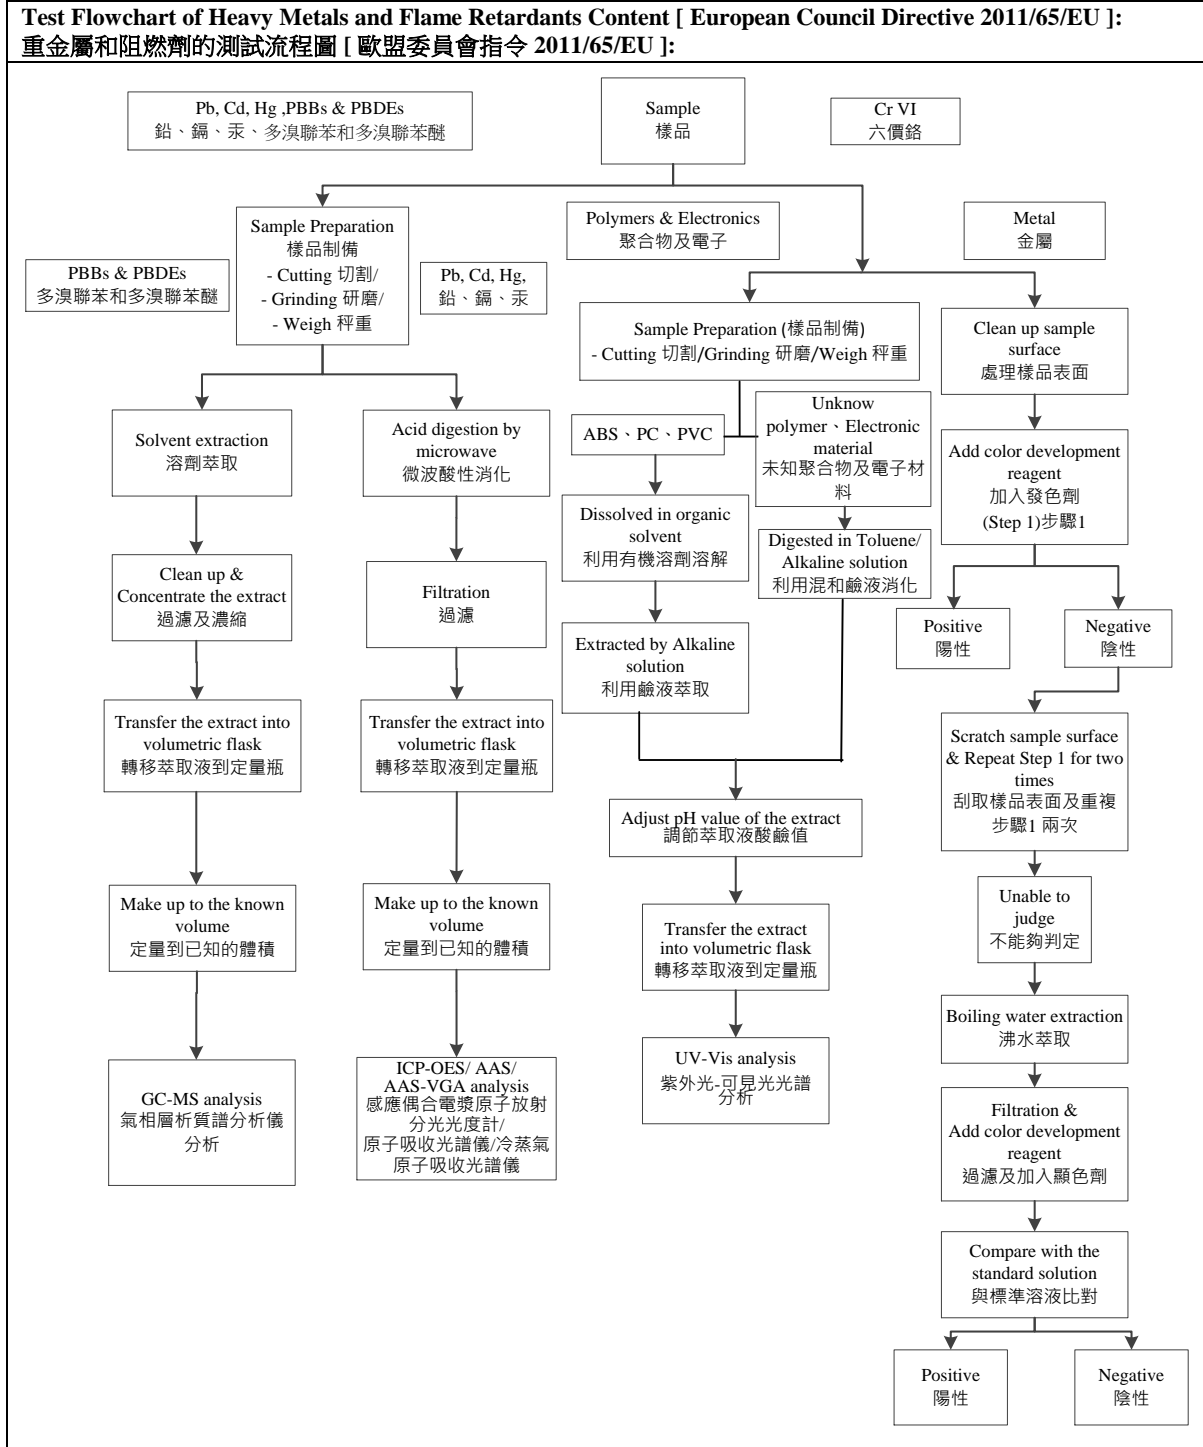 Test Flowchart of Heavy Metals and Flame Retardants Content [ European Council Directive 2011/65/EU ]:
重金屬和阻燃劑的測試流程圖 [ 歐盟委員會指令 2011/65/EU ]:
Pb, Cd, Hg ,PBBs & PBDEs
鉛、鎘、汞、多溴聯苯和多溴聯苯醚
Sample
樣品
Cr VI
六價鉻
Sample Preparation
樣品制備
- Cutting 切割/
- Grinding 研磨/
- Weigh 秤重
PBBs & PBDEs
多溴聯苯和多溴聯苯醚
Pb, Cd, Hg,
鉛、鎘、汞
Polymers & Electronics
聚合物及電子
Metal
金屬
Sample Preparation (樣品制備)
- Cutting 切割/Grinding 研磨/Weigh 秤重
Clean up sample
surface
處理樣品表面
Solvent extraction
溶劑萃取
Acid digestion by
microwave
微波酸性消化
ABS、PC、PVC
Unknow
polymer、Electronic
material
未知聚合物及電子材
料
Add color development
reagent
加入發色劑
(Step 1)步驟1
Dissolved in organic
solvent
利用有機溶劑溶解
Digested in Toluene/
Alkaline solution
利用混和鹼液消化
Clean up &
Concentrate the extract
過濾及濃縮
Filtration
過濾
Positive
陽性
Negative
陰性
Extracted by Alkaline
solution
利用鹼液萃取
Transfer the extract into
volumetric flask
轉移萃取液到定量瓶
Transfer the extract into
volumetric flask
轉移萃取液到定量瓶
Scratch sample surface
& Repeat Step 1 for two
times
刮取樣品表面及重複
步驟1 兩次
Adjust pH value of the extract
調節萃取液酸鹼值
Make up to the known
volume
定量到已知的體積
Make up to the known
volume
定量到已知的體積
Transfer the extract
into volumetric flask
轉移萃取液到定量瓶
Unable to
judge
不能夠判定
Boiling water extraction
沸水萃取
GC-MS analysis
氣相層析質譜分析儀
分析
ICP-OES/ AAS/
AAS-VGA analysis
感應偶合電漿原子放射
分光光度計/
原子吸收光譜儀/冷蒸氣
原子吸收光譜儀
UV-Vis analysis
紫外光-可見光光譜
分析
Filtration &
Add color development
reagent
過濾及加入顯色劑
Compare with the
standard solution
與標準溶液比對
Positive
陽性
Negative
陰性